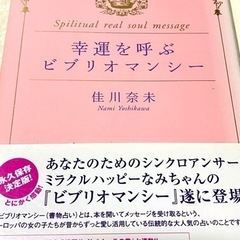 Spilitual real soul message
幸運を呼ぶ
ビブリオマンシー
佳川奈未
Nami Yoshikawa
永久保存
決定版!
あなたのためのシンクロアンサー
ミラクルハッピーなみちゃんの
『ビブリオマンシー』遂に登場
ビブリオマンシー(書物占い)とは、本を開いてメッセージを受け取るという、
ーロッパの女の子たちが昔からずっと愛し活用している伝統的な大人気の占いのことです